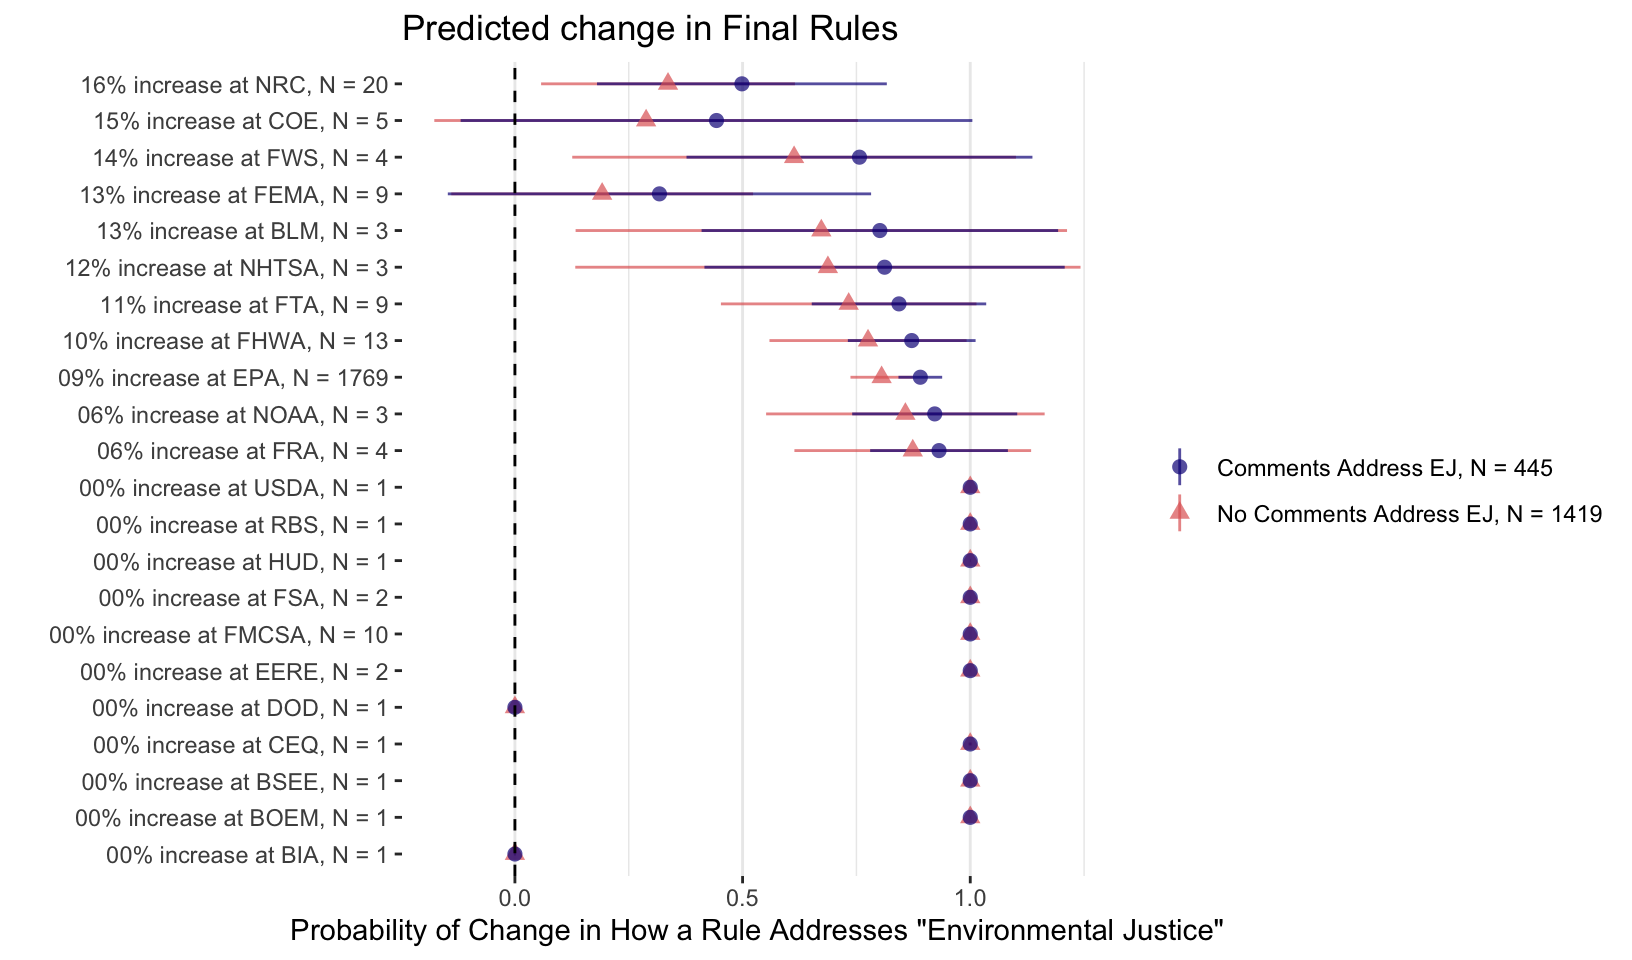 Predicted change in Final Rules
16% increase at NRC, N = 20
15% increase at COE, N = 5
14% increase at FWS, N = 4
13% increase at FEMA, N = 9
13% increase at BLM, N = 3
12% increase at NHTSA, N = 3
11% increase at FTA, N = 9
10% increase at FHWA, N = 13
09% increase at EPA, N = 1769
06% increase at NOAA, N = 3
06% increase at FRA, N = 4
00% increase at USDA, N = 1
00% increase at RBS, N = 1
00% increase at HUD, N = 1
00% increase at FSA, N = 2
00% increase at FMCSA, N = 10
00% increase at EERE, N = 2
00% increase at DOD, N = 1
00% increase at CEQ, N = 1
00% increase at BSEE, N = 1
00% increase at BOEM, N = 1
00% increase at BIA, N = 1
0.0 0.5 1.0
Probability of Change in How a Rule Addresses "Environmental Justice"
Comments Address EJ, N = 445
No Comments Address EJ, N = 1419